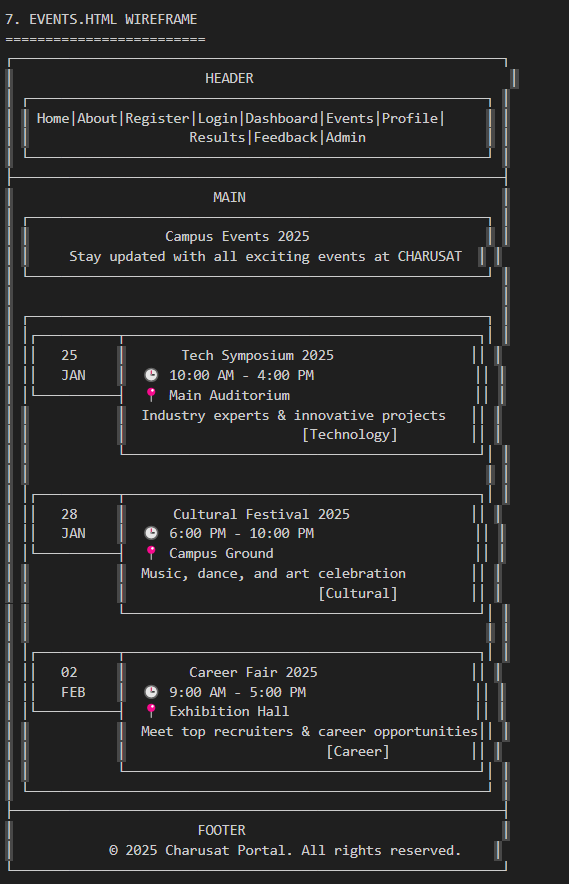 7. EVENTS.HTML WIREFRAME
=========================
HEADER
Home|About|Register|Login|Dashboard|Events|Profile|
Results|Feedback|Admin
MAIN
Campus Events 2025
Stay updated with all exciting events at CHARUSAT
25 Tech Symposium 2025
JAN 🕒 10:00 AM - 4:00 PM
📍 Main Auditorium
Industry experts & innovative projects
[Technology]
28 Cultural Festival 2025
JAN 🕒 6:00 PM - 10:00 PM
📍 Campus Ground
Music, dance, and art celebration
[Cultural]
02 Career Fair 2025
FEB 🕒 9:00 AM - 5:00 PM
📍 Exhibition Hall
Meet top recruiters & career opportunities
[Career]
FOOTER
© 2025 Charusat Portal. All rights reserved.